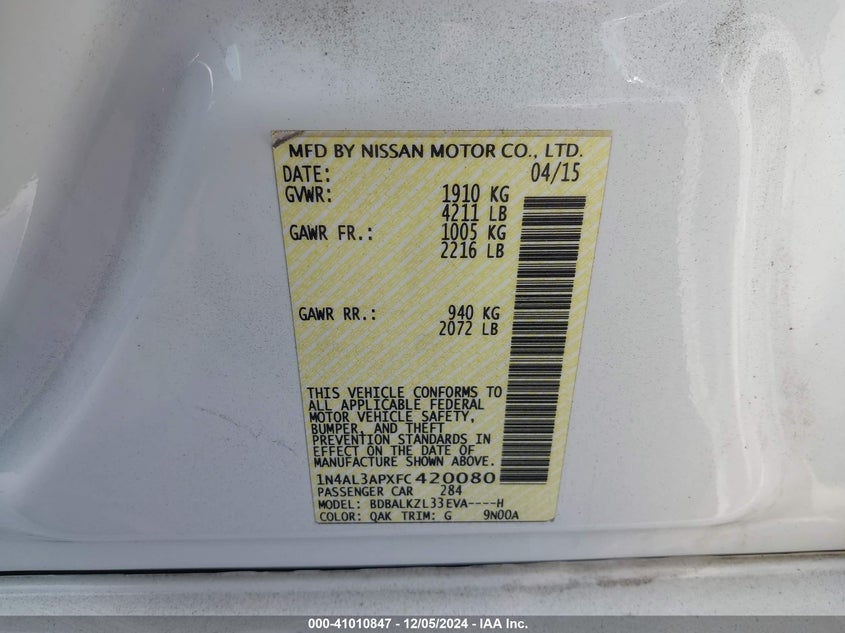 MFD BY NISSAN MOTOR CO., LTD.
DATE: 04/15
GVWR: 1910 KG
4211 LB
GAWR FR.: 1005 KG
2216 LB
GAWR RR.: 940 KG
2072 LB
THIS VEHICLE CONFORMS TO
ALL APPLICABLE FEDERAL
MOTOR VEHICLE SAFETY,
BUMPER, AND THEFT
PREVENTION STANDARDS IN
EFFECT ON THE DATE OF
MANUFACTURE SHOWN ABOVE.
1N4AL3APXFC420080
PASSENGER CAR 284
MODEL: BDBALKZL33EVA----H
COLOR: QAK TRIM: G 9N00A
000-41010847 - 12/05/2024 - IAA Inc.